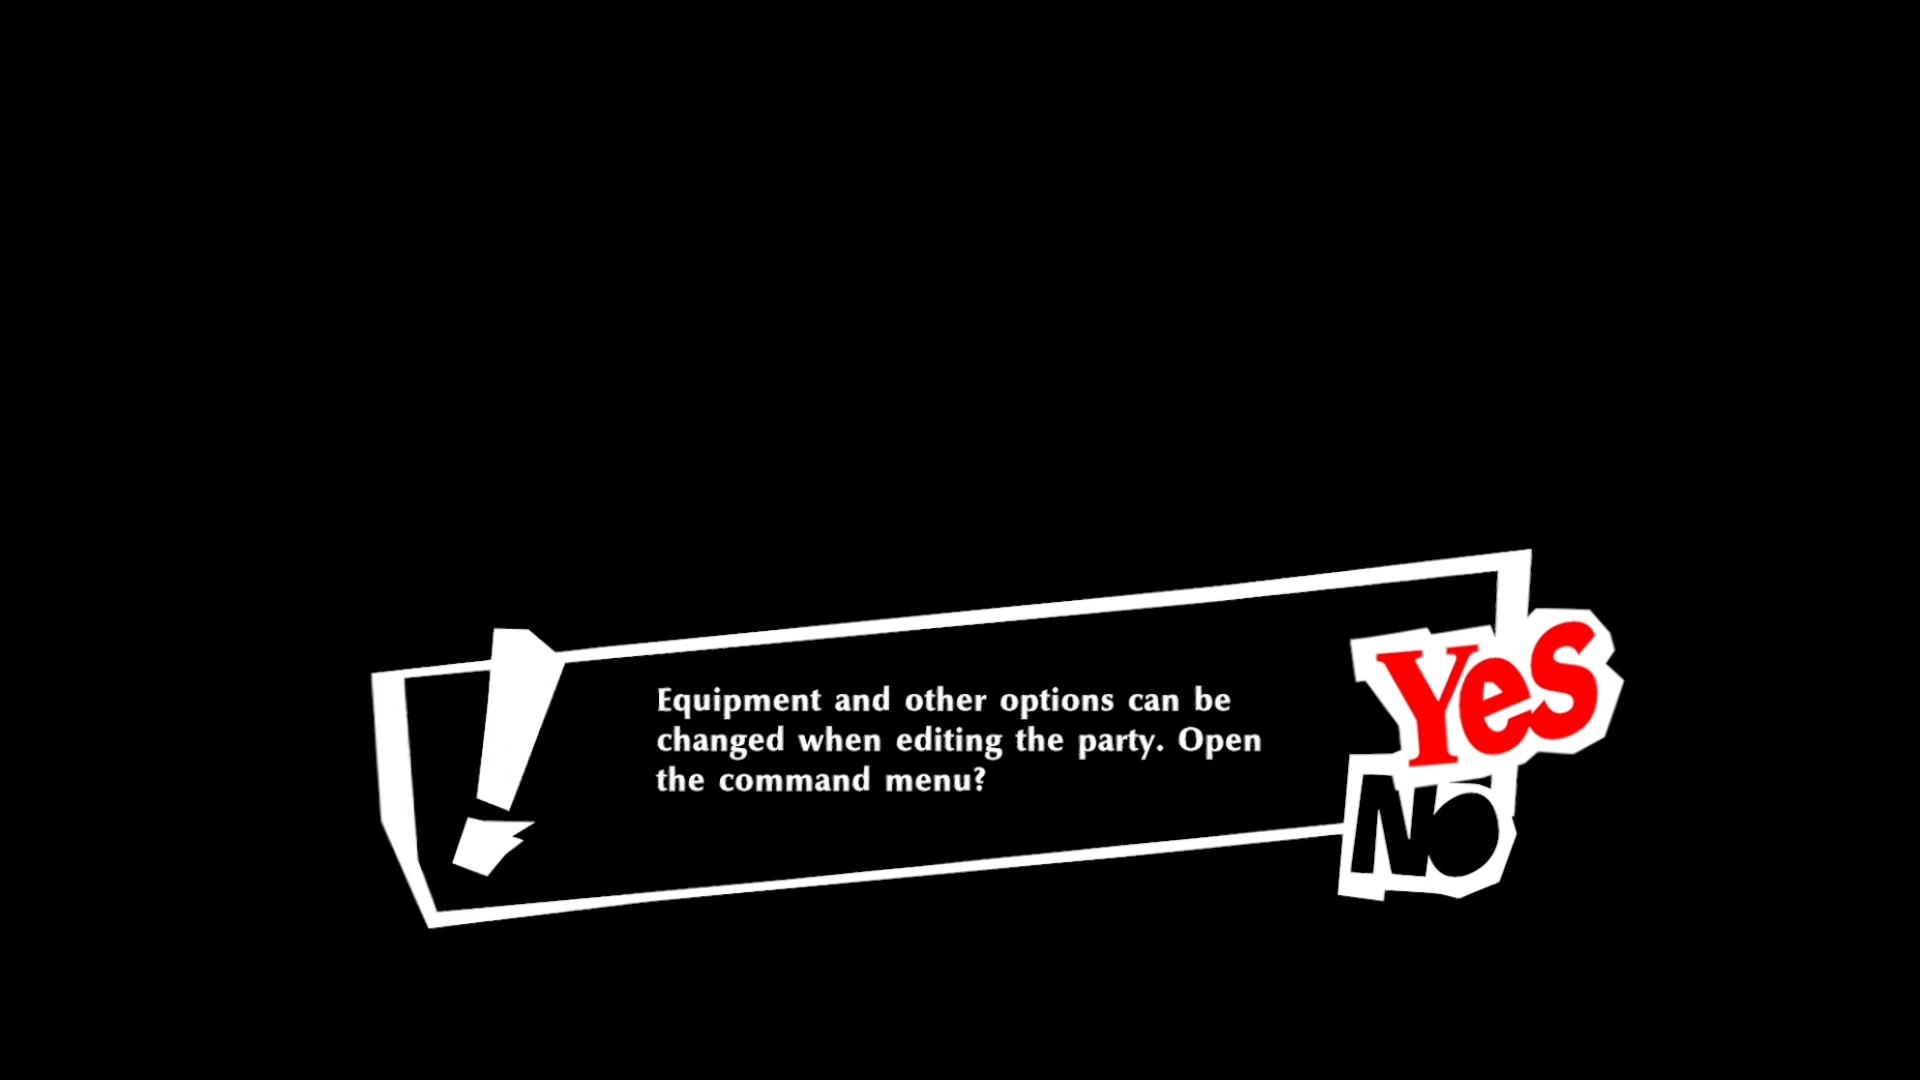 Equipment and other options can be
changed when editing the party. Open
the command menu?
Yes
NO